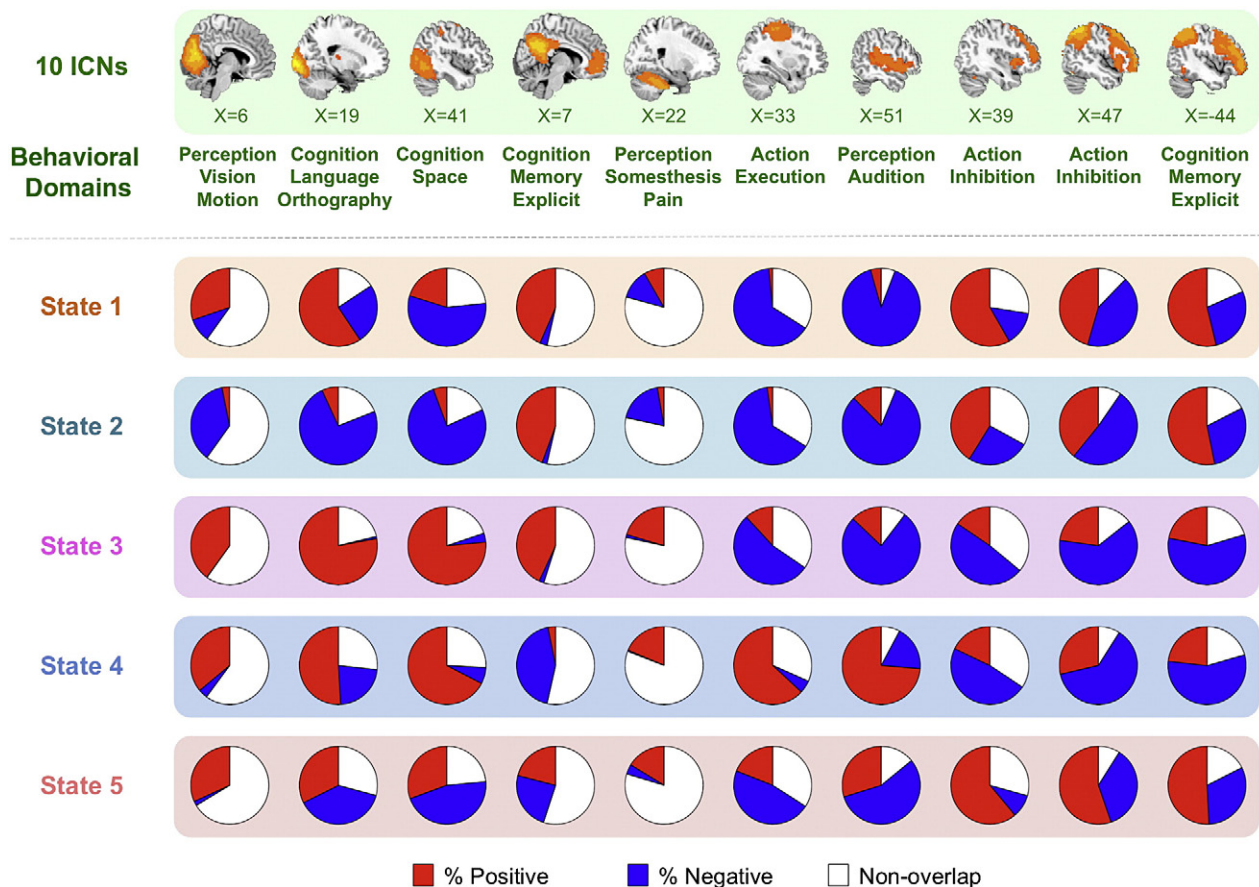 10 ICNs
X=6 X=19 X=41 X=7 X=22 X=33 X=51 X=39 X=47 X=-44
Behavioral
Domains
Perception Cognition Cognition Cognition Perception Action Perception Action Action Cognition
Vision Language Space Memory Somesthesis Execution Audition Inhibition Inhibition Memory
Motion Orthography Explicit Pain Explicit
State 1
State 2
State 3
State 4
State 5
% Positive % Negative Non-overlap